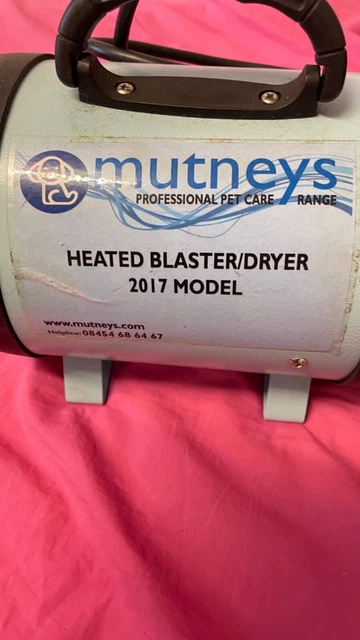 mutneys
PROFESSIONAL PET CARE RANGE
HEATED BLASTER/DRYER
2017 MODEL
www.mutneys.com
Helpline: 08454 68 64 67